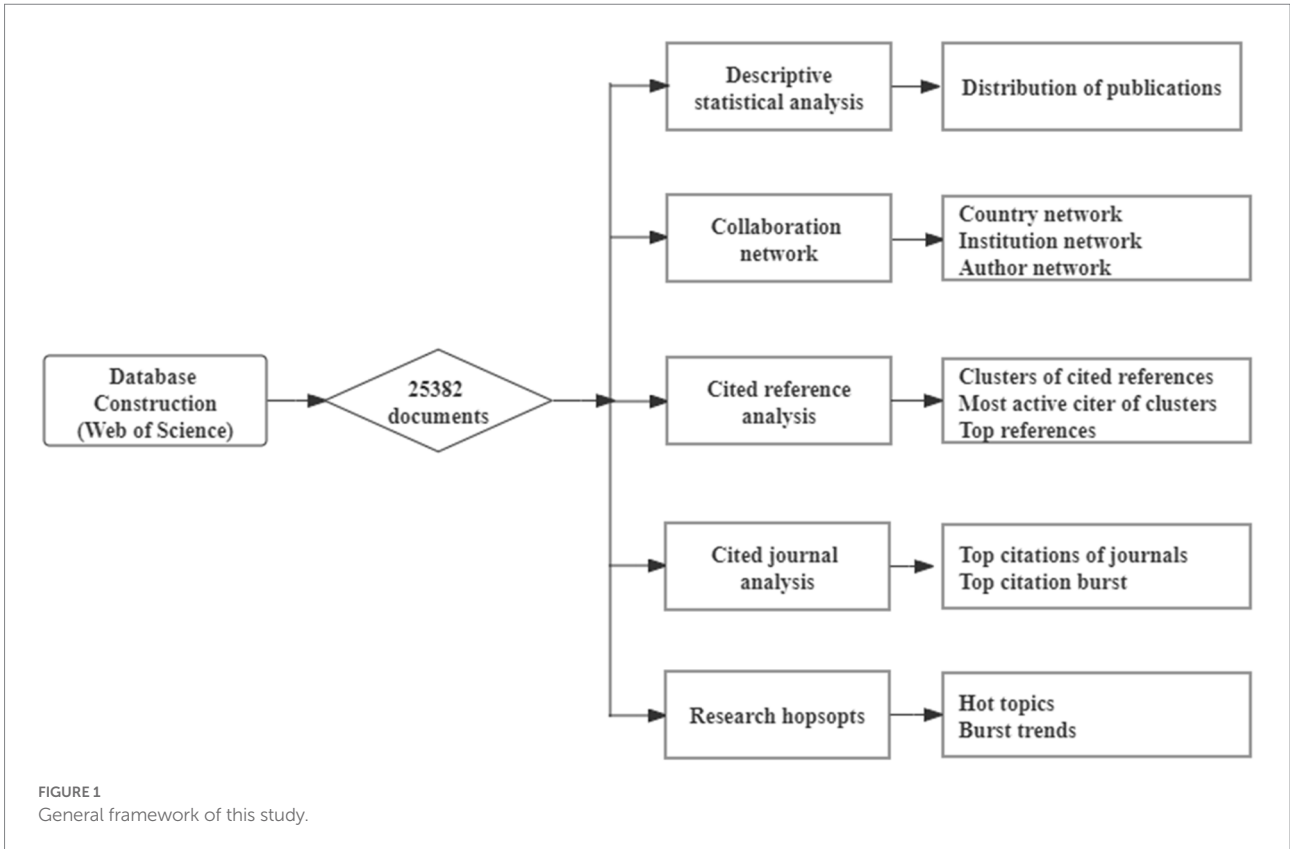 Descriptive
statistical analysis
Distribution of publications
Collaboration
network
Country network
Institution network
Author network
Database
Construction
(Web of Science)
25382
documents
Cited reference
analysis
Clusters of cited references
Most active citer of clusters
Top references
Cited journal
analysis
Top citations of journals
Top citation burst
Research hopsopts
Hot topics
Burst trends
FIGURE 1
General framework of this study.